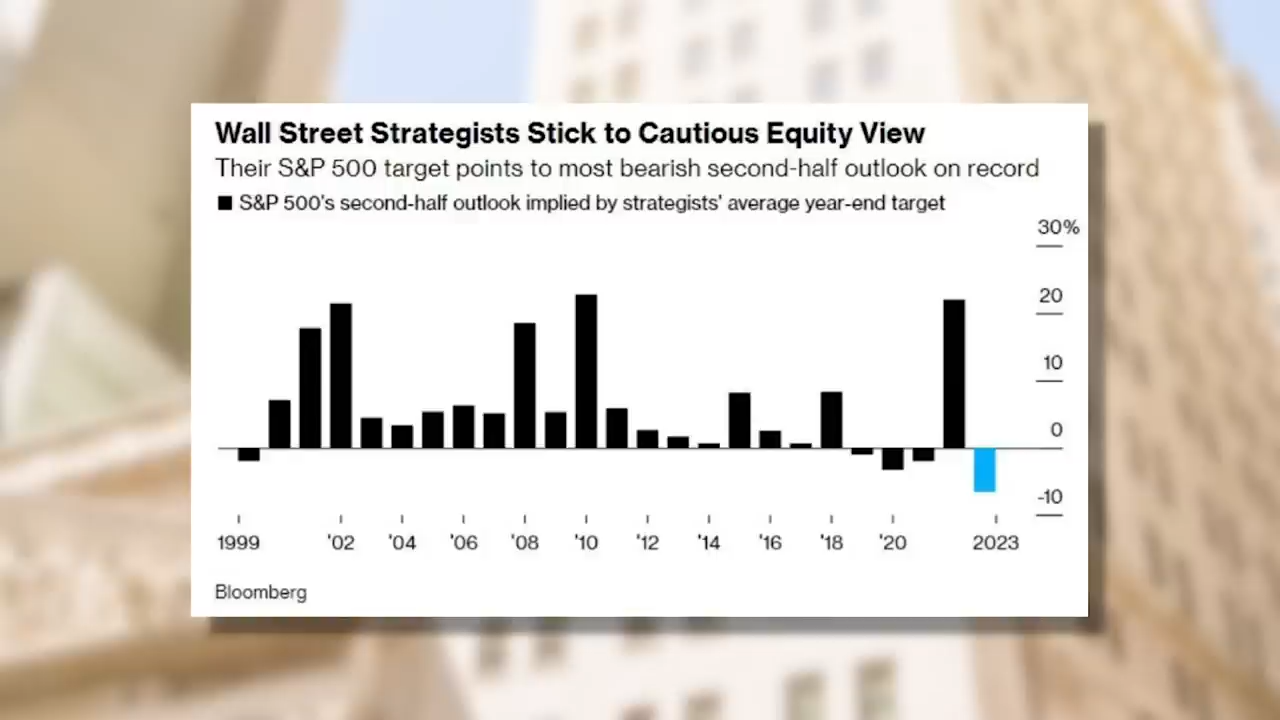 Wall Street Strategists Stick to Cautious Equity View
Their S&P 500 target points to most bearish second-half outlook on record
S&P 500's second-half outlook implied by strategists' average year-end target
30%
20
10
0
-10
1999 '02 '04 '06 '08 '10 '12 '14 '16 '18 '20 2023
Bloomberg